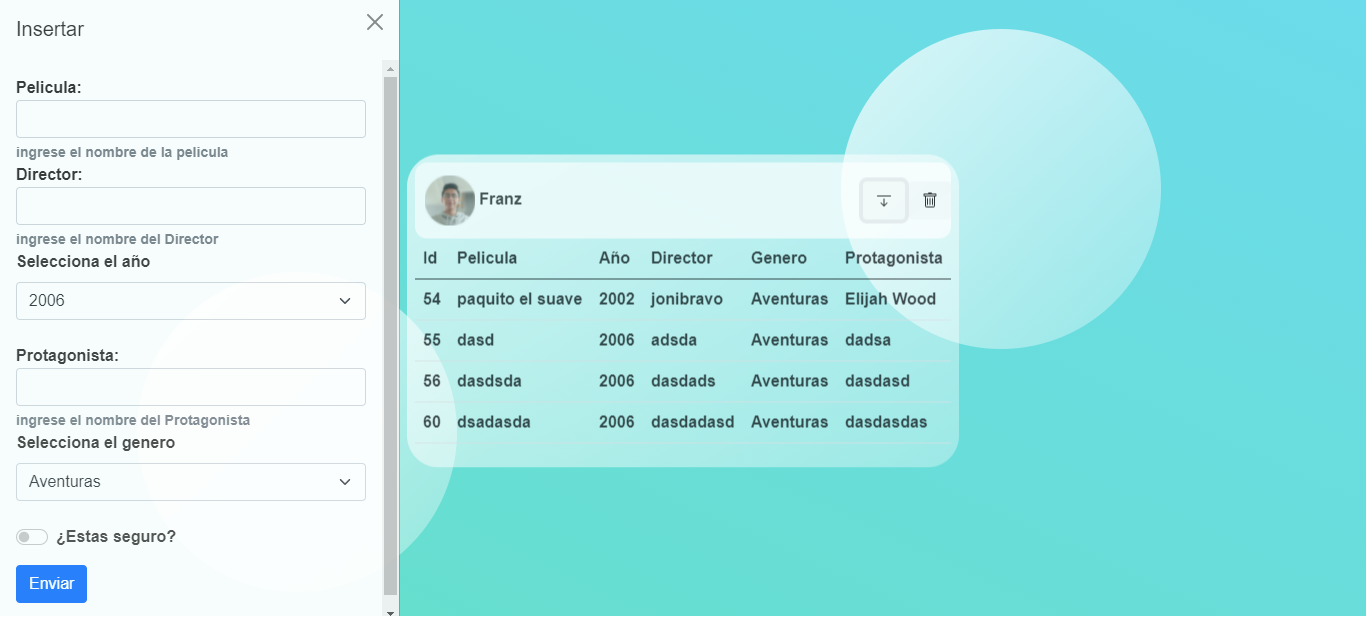 Insertar
Pelicula:
ingrese el nombre de la pelicula
Director:
ingrese el nombre del Director
Selecciona el año
2006
Protagonista:
ingrese el nombre del Protagonista
Selecciona el genero
Aventuras
¿Estas seguro?
Enviar
Franz
Id Pelicula Año Director Genero Protagonista
54 paquito el suave 2002 jonibravo Aventuras Elijah Wood
55 dasd 2006 adsda Aventuras dadsa
56 dasdsda 2006 dasdads Aventuras dasdasd
60 dsadasda 2006 dasdadasd Aventuras dasdasdas